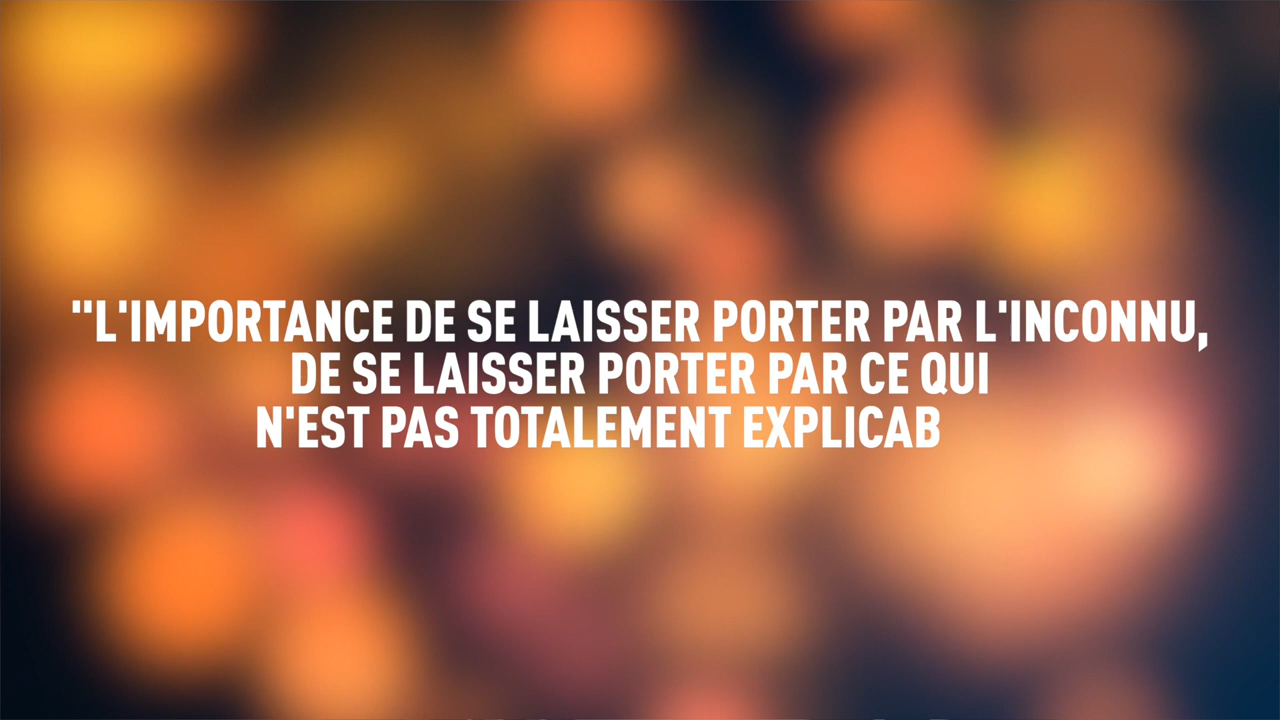 "L'IMPORTANCE DE SE LAISSER PORTER PAR L'INCONNU,
DE SE LAISSER PORTER PAR CE QUI
N'EST PAS TOTALEMENT EXPLICAB